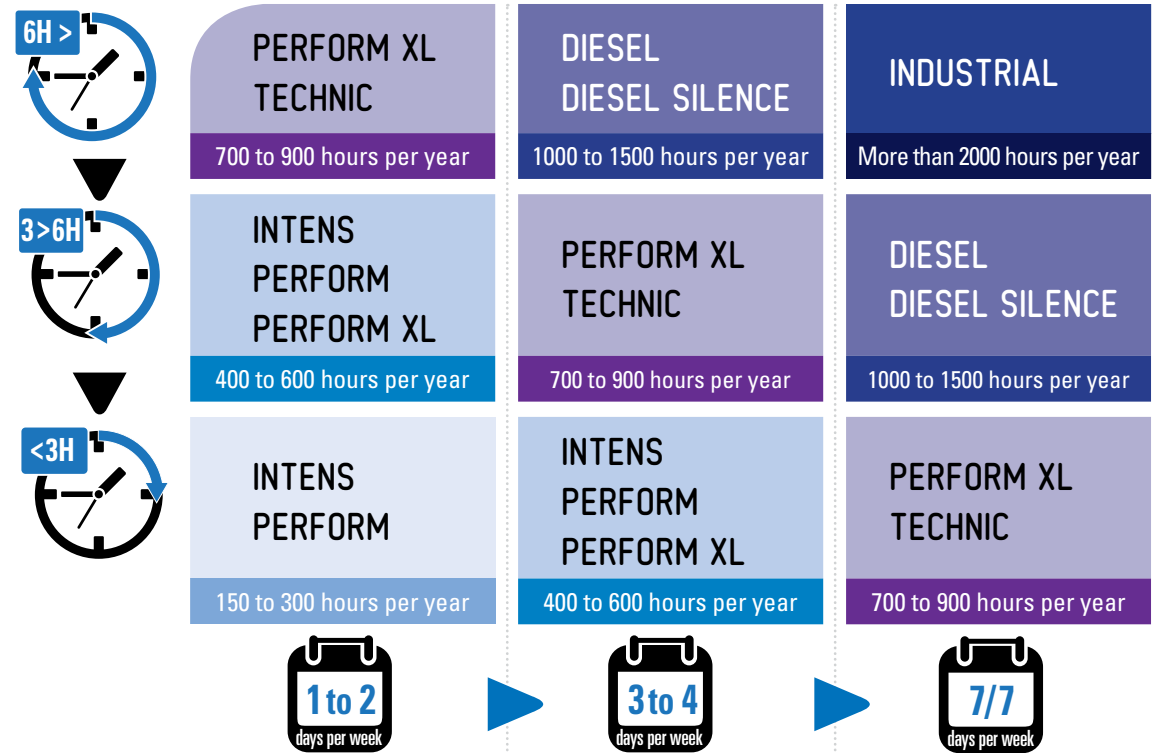 6H >
PERFORM XL
TECHNIC
700 to 900 hours per year
DIESEL
DIESEL SILENCE
1000 to 1500 hours per year
INDUSTRIAL
More than 2000 hours per year
3>6H
INTENS
PERFORM
PERFORM XL
400 to 600 hours per year
PERFORM XL
TECHNIC
700 to 900 hours per year
DIESEL
DIESEL SILENCE
1000 to 1500 hours per year
<3H
INTENS
PERFORM
150 to 300 hours per year
INTENS
PERFORM
PERFORM XL
400 to 600 hours per year
PERFORM XL
TECHNIC
700 to 900 hours per year
1 to 2
days per week
3 to 4
days per week
7/7
days per week